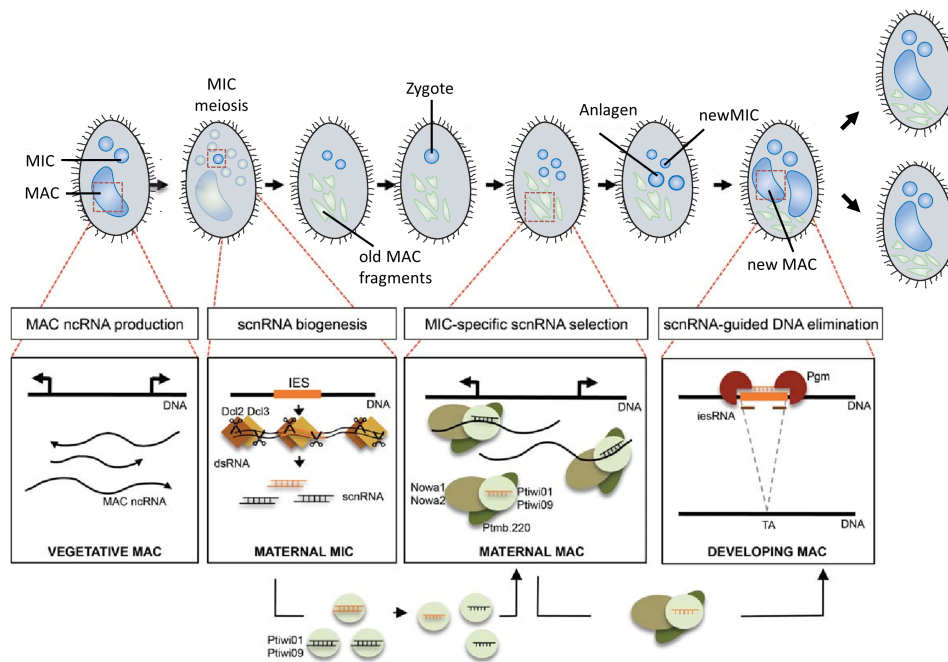 MIC
meiosis
Zygote
Anlagen
newMIC
MIC
MAC
old MAC
fragments
new MAC
MAC ncRNA production
scnRNA biogenesis
MIC-specific scnRNA selection
scnRNA-guided DNA elimination
DNA
MAC ncRNA
VEGETATIVE MAC
IES
DNA
Dcl2 Dcl3
dsRNA
scnRNA
MATERNAL MIC
DNA
Nowa1
Nowa2
Ptiwi01
Ptiwi09
Ptmb.220
MATERNAL MAC
Pgm
iesRNA
DNA
TA
DNA
DEVELOPING MAC
Ptiwi01
Ptiwi09